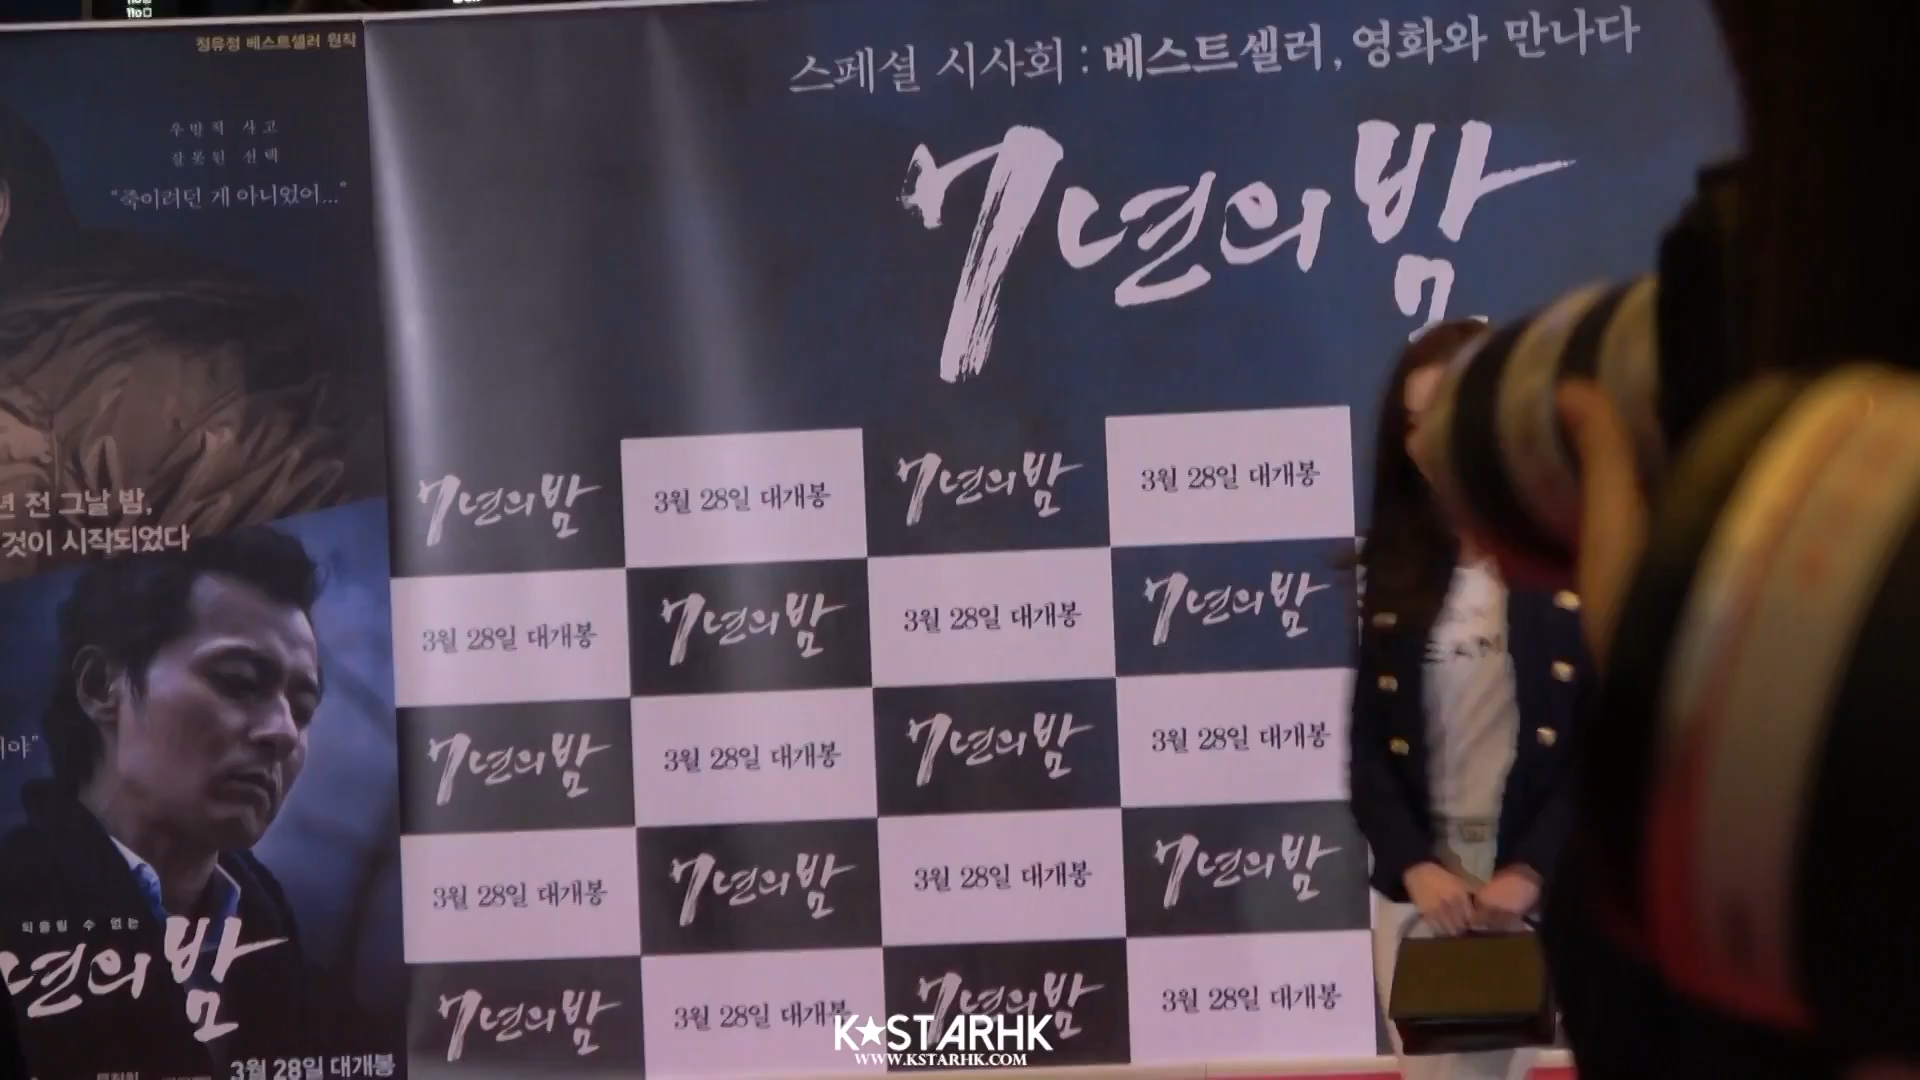 정유정 베스트셀러 원작
우발적 사고
잘못된 선택
"죽이려던 게 아니었어..."
년 전 그날 밤,
것이 시작되었다
야"
되돌릴 수 없는
년의 밤
3월 28일 대개봉
스페셜 시사회 : 베스트셀러, 영화와 만나다
7년의 밤
7년의 밤 3월 28일 대개봉 7년의 밤 3월 28일 대개봉
3월 28일 대개봉 7년의 밤 3월 28일 대개봉 7년의 밤
7년의 밤 3월 28일 대개봉 7년의 밤 3월 28일 대개봉
3월 28일 대개봉 7년의 밤 3월 28일 대개봉 7년의 밤
7년의 밤 3월 28일 대개봉 7년의 밤 3월 28일 대개봉
K★STARHK
WWW.KSTARHK.COM